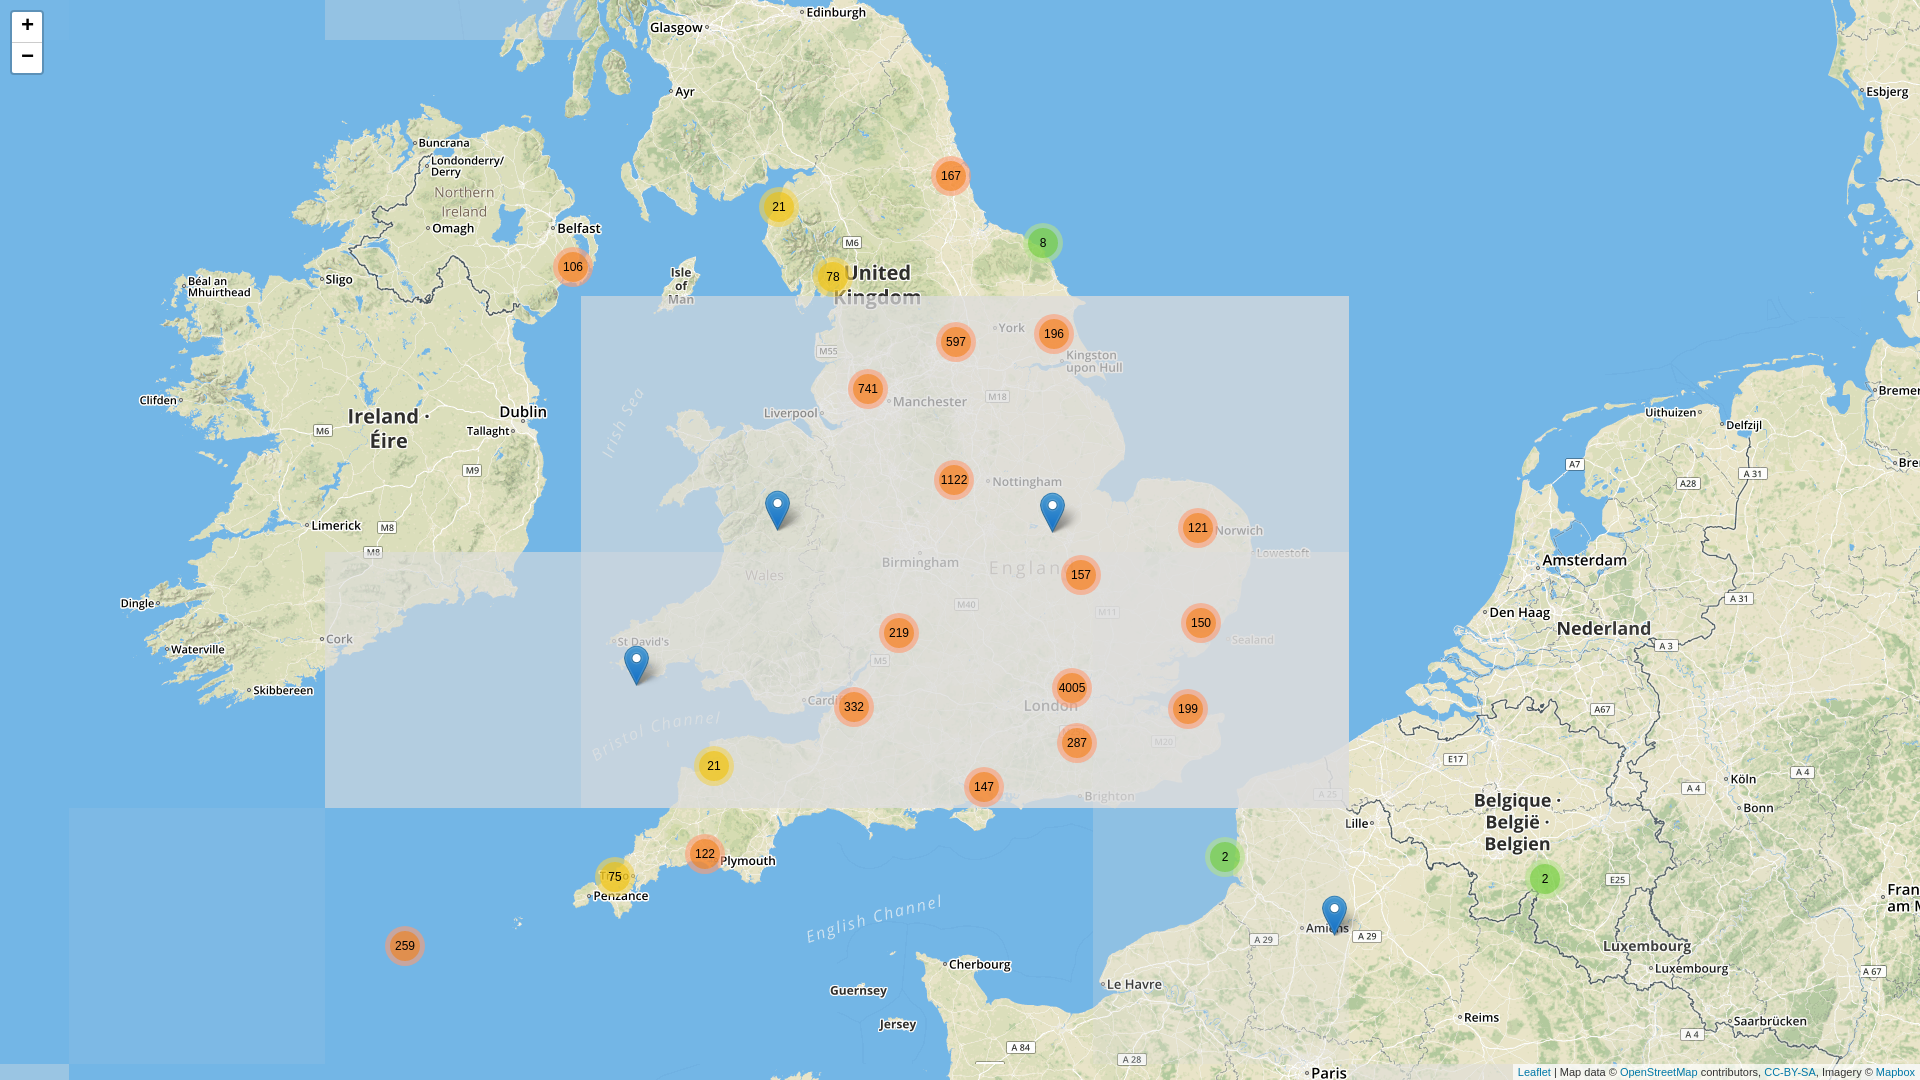 +
−
Edinburgh
Glasgow
Ayr
Esbjerg
Buncrana
Londonderry/
Derry
Northern
Ireland
Omagh
Belfast
Sligo
Béal an
Mhuirthead
167
21
8
106
78
M6
United
Kingdom
Isle
of
Man
597
196
York
M55
Kingston
upon Hull
741
Manchester
M18
Liverpool
Irish Sea
Clifden
Dublin
Ireland ·
Éire
M6
Tallaght
M9
Uithuizen
Delfzijl
A7
A 31
A28
1122
Nottingham
Limerick
M8
M8
121
Norwich
Lowestoft
Birmingham
Wales
157
Amsterdam
Dingle
M40
M11
Den Haag
A 31
Nederland
219
150
Sealand
Cork
St David's
Waterville
M5
A 3
Skibbereen
4005
London
332
199
A67
Bristol Channel
287
M20
E17
21
147
Brighton
A 25
Köln
A 4
A 4
Bonn
Belgique ·
België ·
Belgien
Lille
122
Plymouth
75
Penzance
2
2
E25
English Channel
259
Amiens
A 29
A 29
Luxembourg
Luxembourg
A 67
Cherbourg
Le Havre
Guernsey
Jersey
Reims
Saarbrücken
A 84
A 28
A 4
Paris
Leaflet | Map data © OpenStreetMap contributors, CC-BY-SA, Imagery © Mapbox